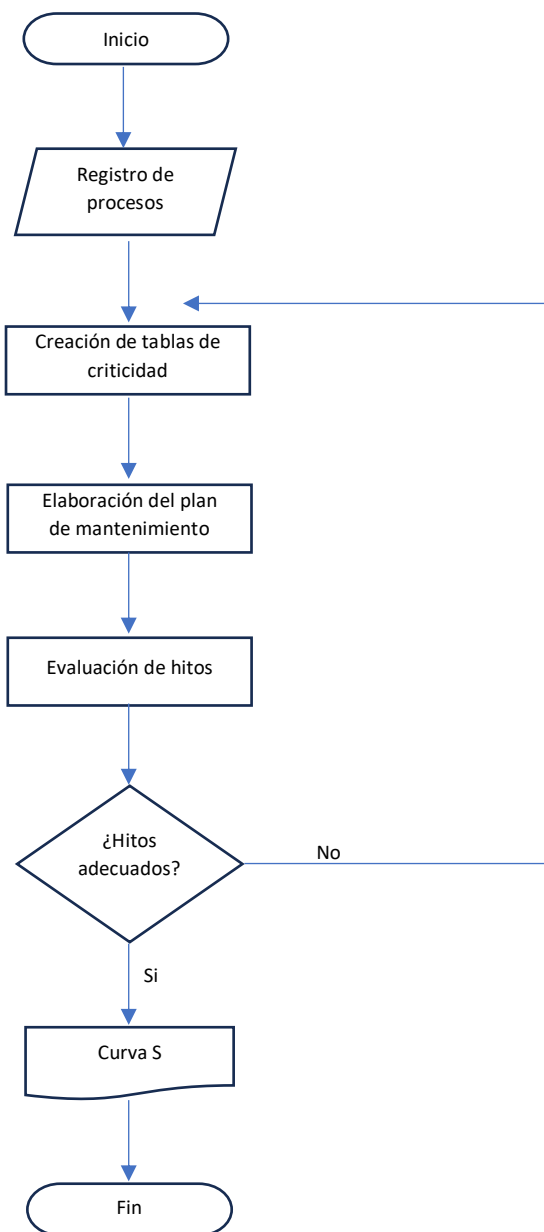 Inicio
Registro de
procesos
Creación de tablas de
criticidad
Elaboración del plan
de mantenimiento
Evaluación de hitos
¿Hitos
adecuados?
No
Si
Curva S
Fin